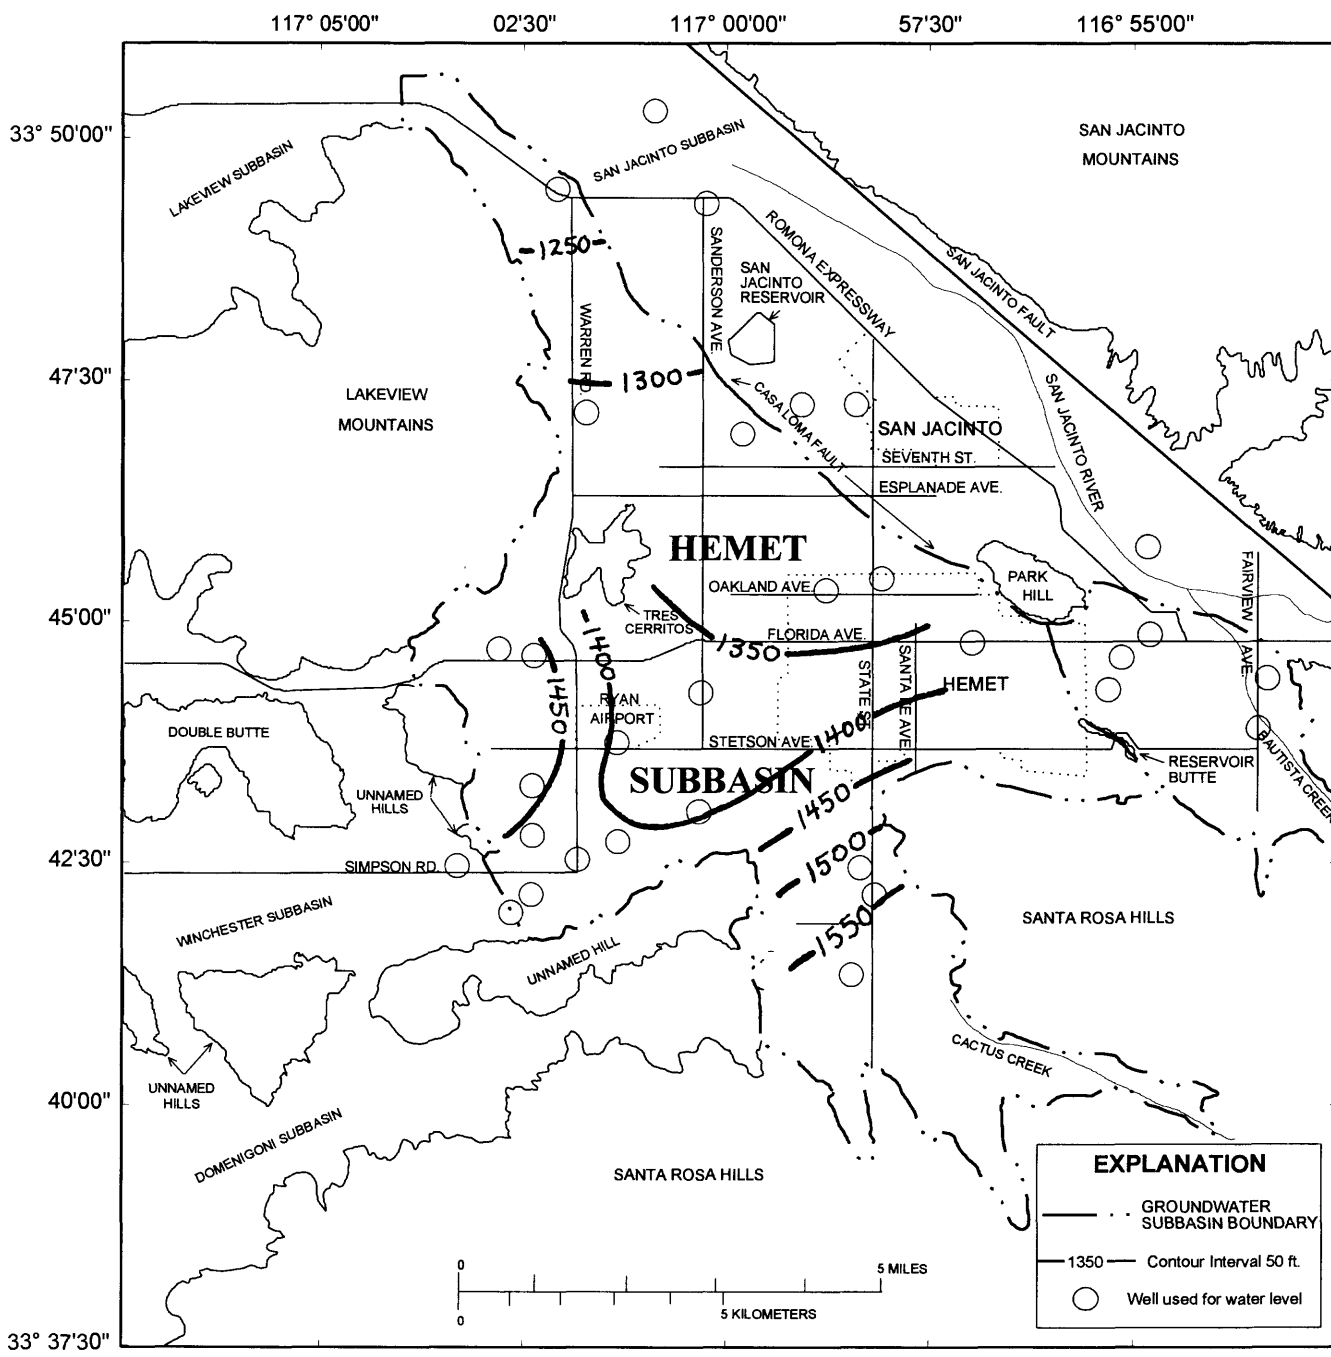 117° 05'00"
02'30"
117° 00'00"
57'30"
116° 55'00"
33° 50'00"
47'30"
45'00"
42'30"
40'00"
33° 37'30"
SAN JACINTO
MOUNTAINS
LAKEVIEW SUBBASIN
SAN JACINTO SUBBASIN
1250
SANDERSON AVE.
SAN
JACINTO
RESERVOIR
ROMONA EXPRESSWAY
SAN JACINTO FAULT
WARREN RD.
1300
LAKEVIEW
MOUNTAINS
CASA LOMA FAULT
SAN JACINTO
SAN JACINTO RIVER
SEVENTH ST.
ESPLANADE AVE.
HEMET
OAKLAND AVE.
PARK
HILL
FAIRVIEW AVE.
TRES
CERRITOS
FLORIDA AVE.
1350
1400
1450
RYAN
AIRPORT
STATE ST.
SANTA FE AVE.
HEMET
DOUBLE BUTTE
STETSON AVE.
1400
SUBBASIN
RESERVOIR
BUTTE
BAUTISTA CREEK
UNNAMED
HILLS
1450
1500
SIMPSON RD.
WINCHESTER SUBBASIN
1550
SANTA ROSA HILLS
UNNAMED HILL
CACTUS CREEK
UNNAMED
HILLS
DOMENIGONI SUBBASIN
SANTA ROSA HILLS
EXPLANATION
GROUNDWATER
SUBBASIN BOUNDARY
1350 Contour Interval 50 ft.
Well used for water level
0 5 MILES
0 5 KILOMETERS